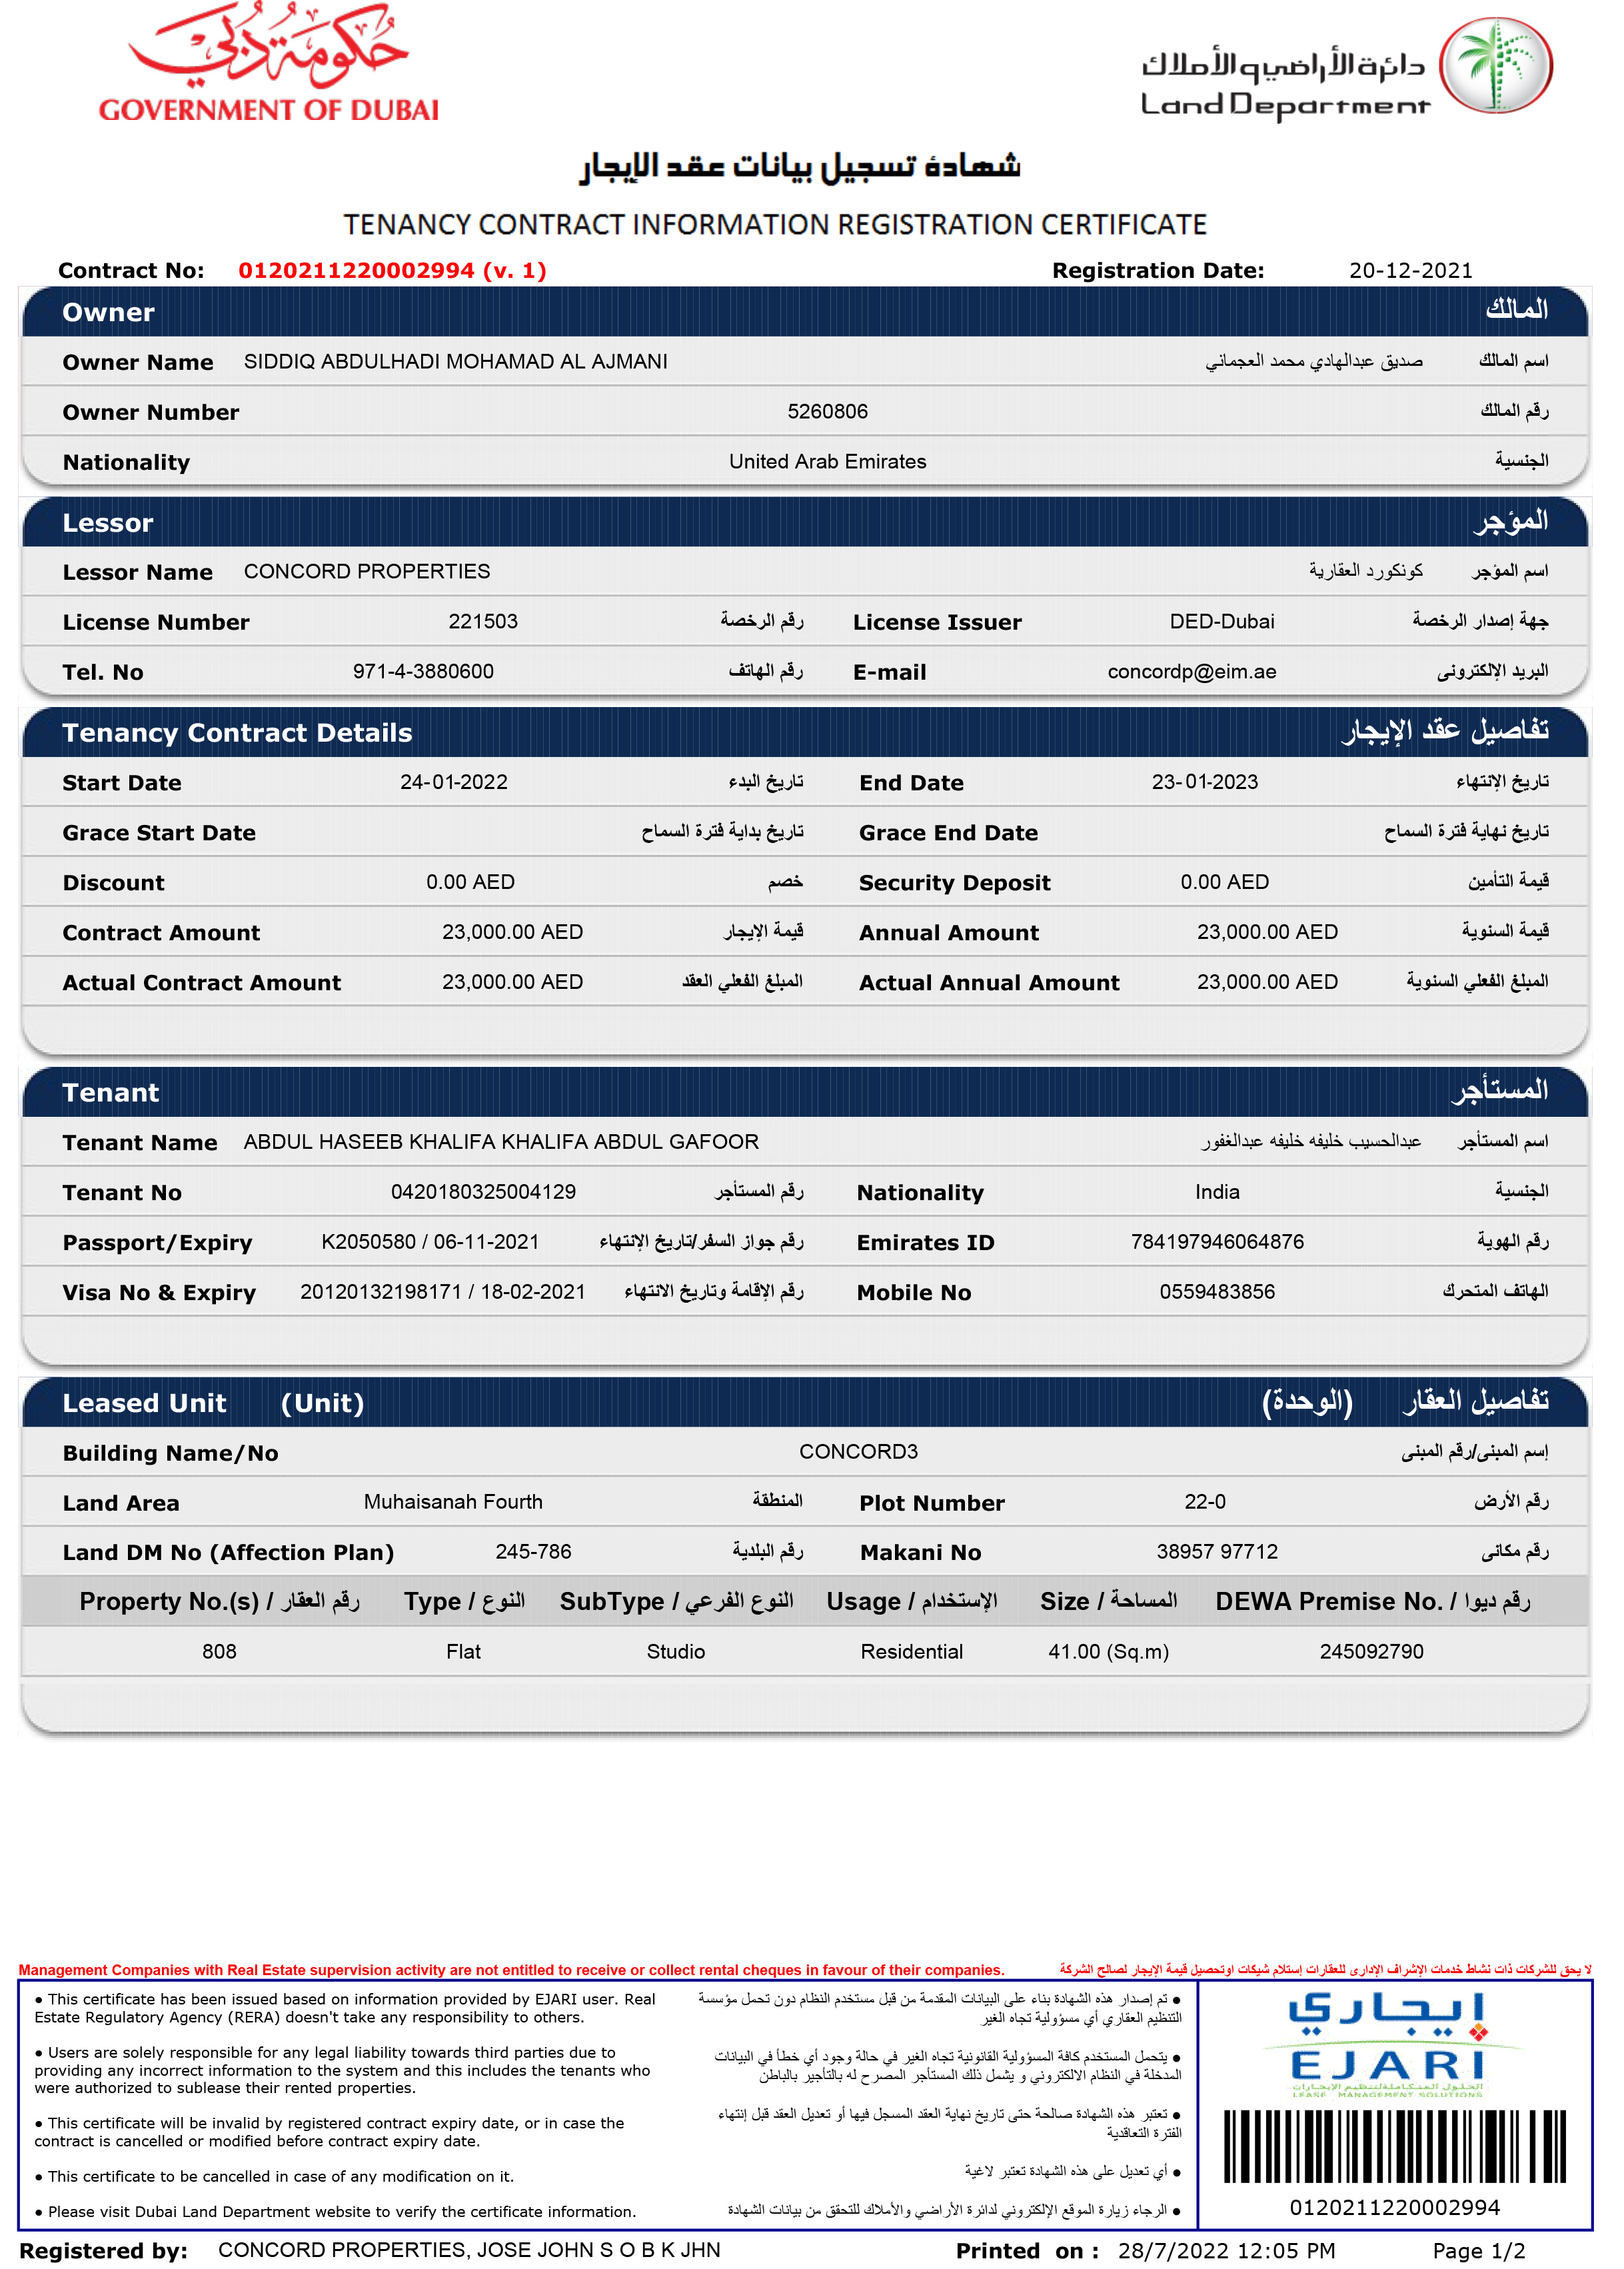 حكومة دبي
GOVERNMENT OF DUBAI
دائرة الأراضي والأملاك
Land Department
شهادة تسجيل بيانات عقد الإيجار
TENANCY CONTRACT INFORMATION REGISTRATION CERTIFICATE
Contract No: 0120211220002994 (v. 1) Registration Date: 20-12-2021
Owner المالك
Owner Name SIDDIQ ABDULHADI MOHAMAD AL AJMANI صديق عبدالهادي محمد العجماني اسم المالك
Owner Number 5260806 رقم المالك
Nationality United Arab Emirates الجنسية
Lessor المؤجر
Lessor Name CONCORD PROPERTIES كونكورد العقارية اسم المؤجر
License Number 221503 رقم الرخصة License Issuer DED-Dubai جهة إصدار الرخصة
Tel. No 971-4-3880600 رقم الهاتف E-mail concordp@eim.ae البريد الإلكترونى
Tenancy Contract Details تفاصيل عقد الإيجار
Start Date 24-01-2022 تاريخ البدء End Date 23-01-2023 تاريخ الإنتهاء
Grace Start Date تاريخ بداية فترة السماح Grace End Date تاريخ نهاية فترة السماح
Discount 0.00 AED خصم Security Deposit 0.00 AED قيمة التأمين
Contract Amount 23,000.00 AED قيمة الإيجار Annual Amount 23,000.00 AED قيمة السنوية
Actual Contract Amount 23,000.00 AED المبلغ الفعلي العقد Actual Annual Amount 23,000.00 AED المبلغ الفعلي السنوية
Tenant المستأجر
Tenant Name ABDUL HASEEB KHALIFA KHALIFA ABDUL GAFOOR عبدالحسيب خليفه خليفه عبدالغفور اسم المستأجر
Tenant No 0420180325004129 رقم المستأجر Nationality India الجنسية
Passport/Expiry K2050580 / 06-11-2021 رقم جواز السفر/تاريخ الإنتهاء Emirates ID 784197946064876 رقم الهوية
Visa No & Expiry 20120132198171 / 18-02-2021 رقم الإقامة وتاريخ الانتهاء Mobile No 0559483856 الهاتف المتحرك
Leased Unit (Unit) تفاصيل العقار (الوحدة)
Building Name/No CONCORD3 إسم المبنى/رقم المبنى
Land Area Muhaisanah Fourth المنطقة Plot Number 22-0 رقم الأرض
Land DM No (Affection Plan) 245-786 رقم البلدية Makani No 38957 97712 رقم مكانى
Property No.(s) / رقم العقار Type / النوع SubType / النوع الفرعي Usage / الإستخدام Size / المساحة DEWA Premise No. / رقم ديوا
808 Flat Studio Residential 41.00 (Sq.m) 245092790
Management Companies with Real Estate supervision activity are not entitled to receive or collect rental cheques in favour of their companies. لا يحق للشركات ذات نشاط خدمات الإشراف الإدارى للعقارات إستلام شيكات اوتحصيل قيمة الإيجار لصالح الشركة
● This certificate has been issued based on information provided by EJARI user. Real
Estate Regulatory Agency (RERA) doesn't take any responsibility to others.
● Users are solely responsible for any legal liability towards third parties due to
providing any incorrect information to the system and this includes the tenants who
were authorized to sublease their rented properties.
● This certificate will be invalid by registered contract expiry date, or in case the
contract is cancelled or modified before contract expiry date.
● This certificate to be cancelled in case of any modification on it.
● Please visit Dubai Land Department website to verify the certificate information.
● تم إصدار هذه الشهادة بناء على البيانات المقدمة من قبل مستخدم النظام دون تحمل مؤسسة
التنظيم العقاري أي مسؤولية تجاه الغير
● يتحمل المستخدم كافة المسؤولية القانونية تجاه الغير في حالة وجود أي خطأ في البيانات
المدخلة في النظام الالكتروني و يشمل ذلك المستأجر المصرح له بالتأجير بالباطن
● تعتبر هذه الشهادة صالحة حتى تاريخ نهاية العقد المسجل فيها أو تعديل العقد قبل إنتهاء
الفترة التعاقدية
● أي تعديل على هذه الشهادة تعتبر لاغية
● الرجاء زيارة الموقع الإلكتروني لدائرة الأراضي والأملاك للتحقق من بيانات الشهادة
إيجاري
EJARI
الحلول المتكاملة لتنظيم الإيجارات
LEASE MANAGEMENT SOLUTIONS
0120211220002994
Registered by: CONCORD PROPERTIES, JOSE JOHN S O B K JHN Printed on : 28/7/2022 12:05 PM Page 1/2